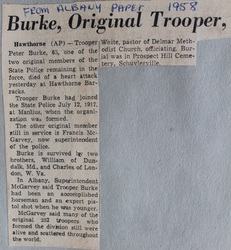 FROM ALBANY PAPER 1958
Burke, Original Trooper,
Hawthorne (AP) — Trooper
Peter Burke, 63, one of the
two original members of the
State Police remaining in the
force, died of a heart attack
yesterday at Hawthorne Bar-
racks.
Trooper Burke had joined
the State Police July 12, 1917,
at Manlius, when the organ-
ization was formed.
The other original member
still in service is Francis Mc-
Garvey, now superintendent
of the police.
Burke is survived by two
brothers, William of Dun-
dalk, Md., and Charles of Lon-
don, W. Va.
In Albany, Superintendent
McGarvey said Trooper Burke
had been an accomplished
horseman and an expert pis-
tol shot when he was younger.
McGarvey said many of the
original 232 troopers who
formed the division still were
alive and scattered throughout
the world.
Waite, pastor of Delmar Meth-
odist Church, officiating. Bur-
ial was in Prospect Hill Ceme-
tery, Schuylerville.